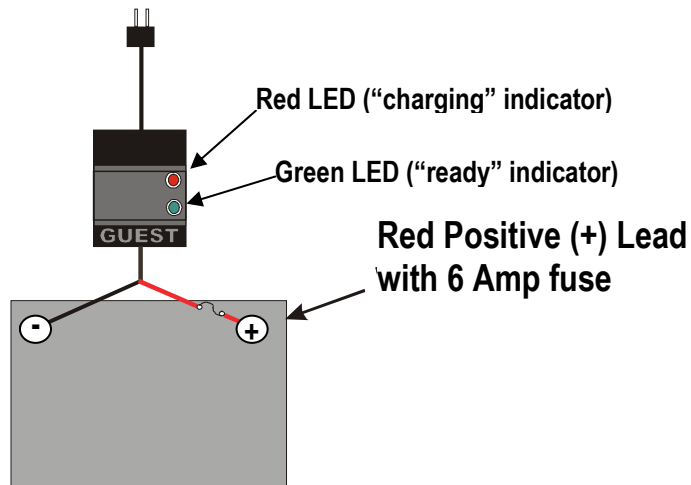 Red LED (“charging” indicator)
Green LED (“ready” indicator)
GUEST
Red Positive (+) Lead
with 6 Amp fuse
- +